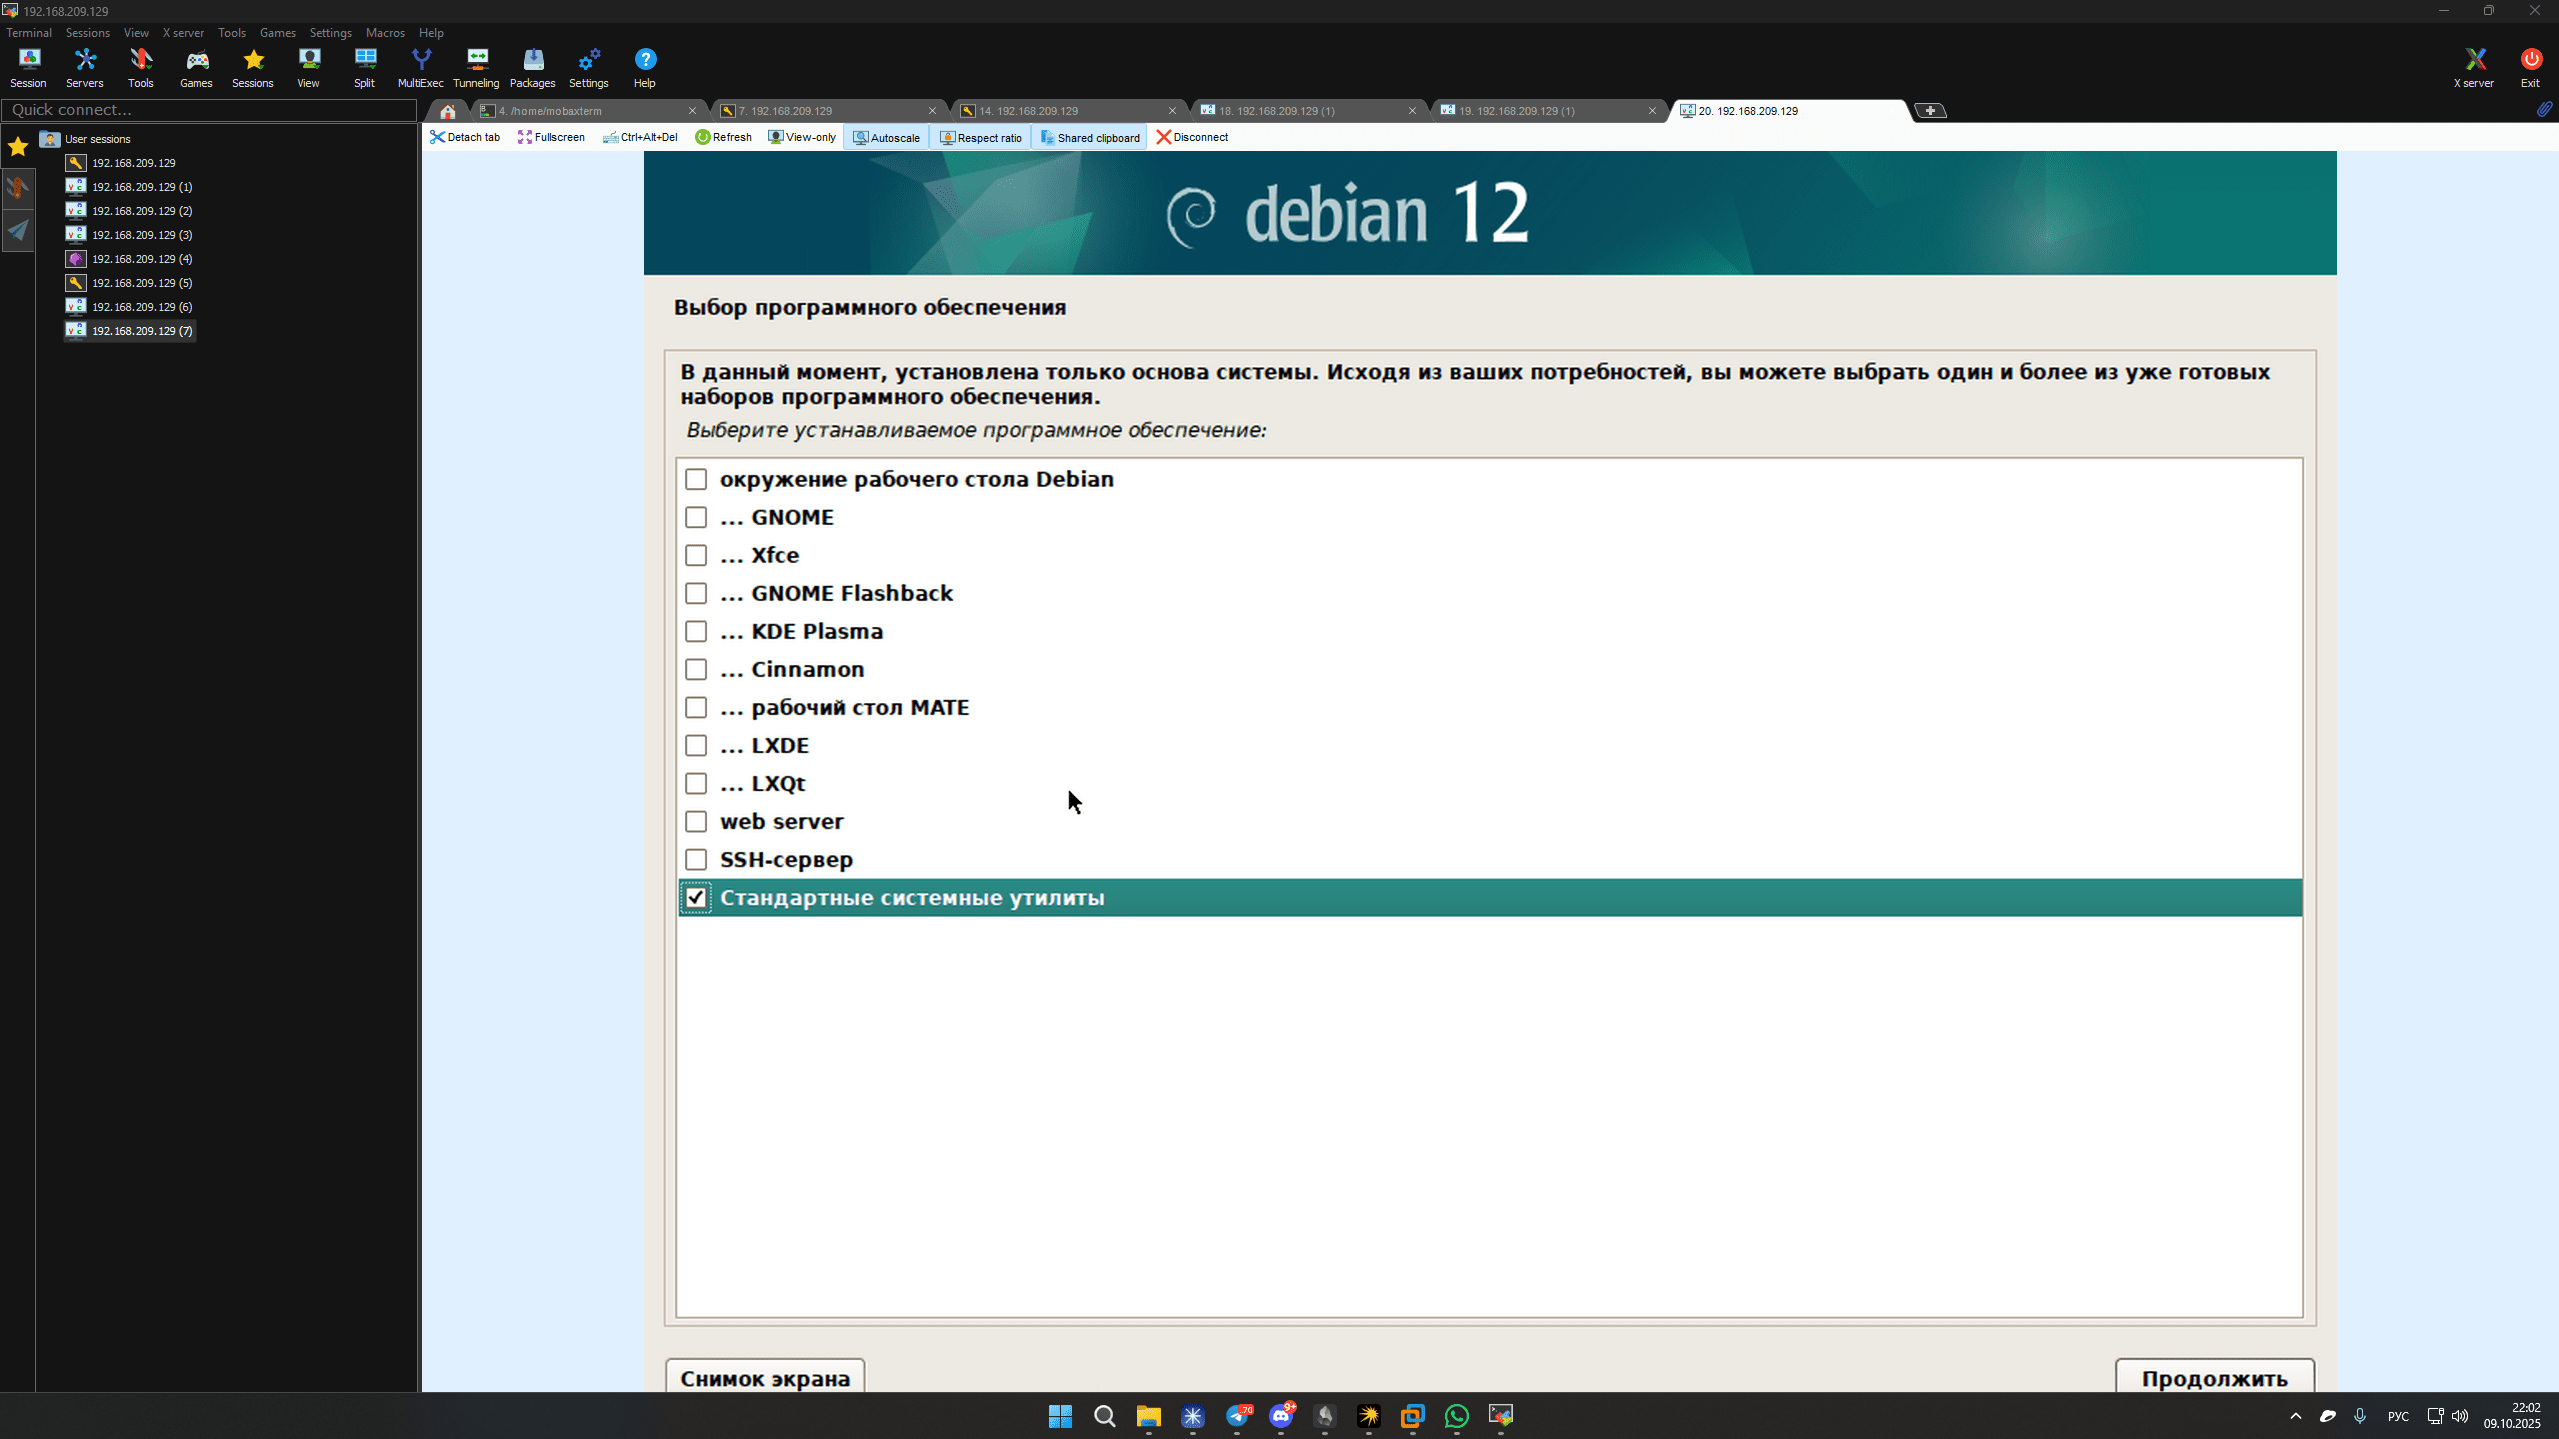 192.168.209.129
Terminal Sessions View X server Tools Games Settings Macros Help
Session Servers Tools Games Sessions View Split MultiExec Tunneling Packages Settings Help X server Exit
Quick connect...
4. /home/mobaxterm
7. 192.168.209.129
14. 192.168.209.129
18. 192.168.209.129 (1)
19. 192.168.209.129 (1)
20. 192.168.209.129
Detach tab Fullscreen Ctrl+Alt+Del Refresh View-only Autoscale Respect ratio Shared clipboard Disconnect
User sessions
192.168.209.129
192.168.209.129 (1)
192.168.209.129 (2)
192.168.209.129 (3)
192.168.209.129 (4)
192.168.209.129 (5)
192.168.209.129 (6)
192.168.209.129 (7)
debian 12
Выбор программного обеспечения
В данный момент, установлена только основа системы. Исходя из ваших потребностей, вы можете выбрать один и более из уже готовых
наборов программного обеспечения.
Выберите устанавливаемое программное обеспечение:
окружение рабочего стола Debian
... GNOME
... Xfce
... GNOME Flashback
... KDE Plasma
... Cinnamon
... рабочий стол MATE
... LXDE
... LXQt
web server
SSH-сервер
Стандартные системные утилиты
Снимок экрана
Продолжить
70
9+
РУС
22:02
09.10.2025